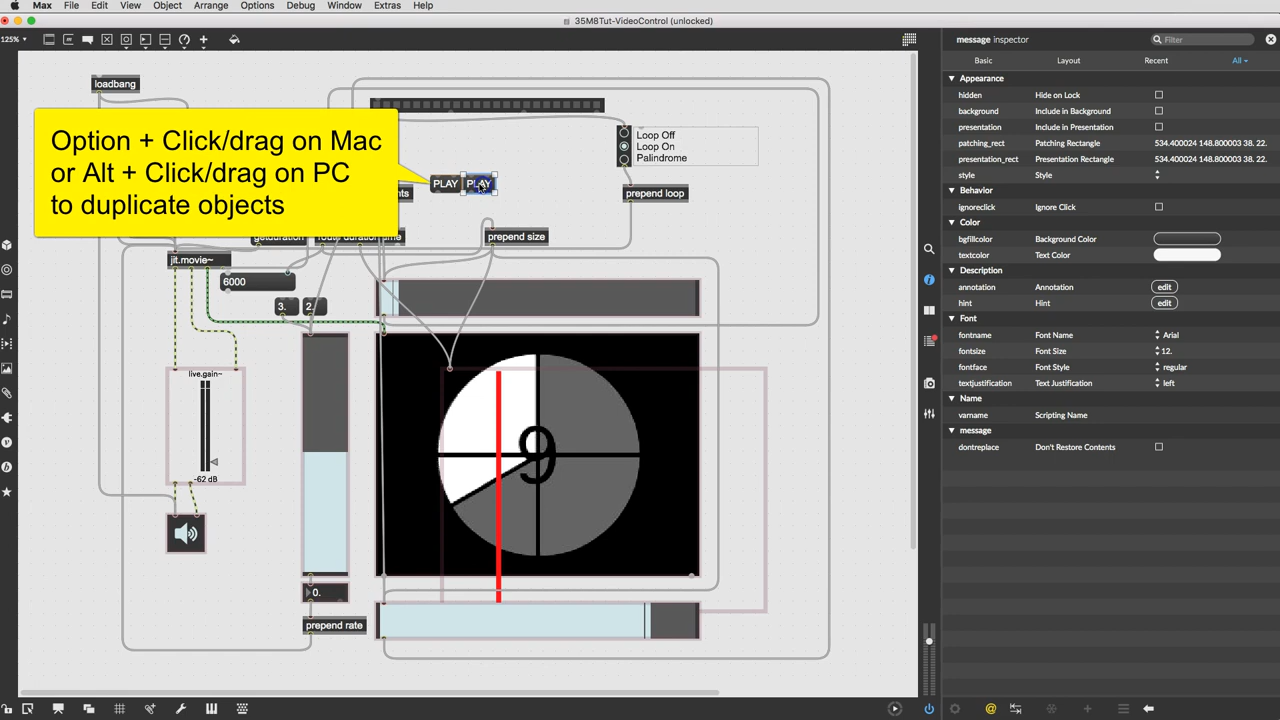 Max File Edit View Object Arrange Options Debug Window Extras Help
35M8Tut-VideoControl (unlocked)
125%
message inspector
Filter
Basic Layout Recent All
loadbang
Option + Click/drag on Mac
or Alt + Click/drag on PC
to duplicate objects
Loop Off
Loop On
Palindrome
PLAY PLAY
prepend loop
prepend size
jit.movie~
6000
3. 2.
live.gain~
-62 dB
9
0.
prepend rate
Appearance
hidden Hide on Lock
background Include in Background
presentation Include in Presentation
patching_rect Patching Rectangle 534.400024 148.800003 38. 22.
presentation_rect Presentation Rectangle 534.400024 148.800003 38. 22.
style Style
Behavior
ignoreclick Ignore Click
Color
bgfillcolor Background Color
textcolor Text Color
Description
annotation Annotation edit
hint Hint edit
Font
fontname Font Name Arial
fontsize Font Size 12.
fontface Font Style regular
textjustification Text Justification left
Name
varname Scripting Name
message
dontreplace Don't Restore Contents